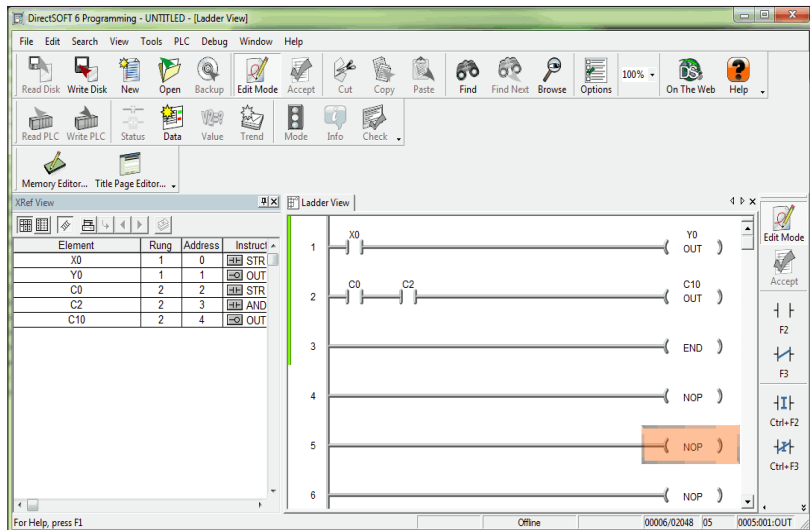 DirectSOFT 6 Programming - UNTITLED - [Ladder View]
File Edit Search View Tools PLC Debug Window Help
Read Disk Write Disk New Open Backup Edit Mode Accept Cut Copy Paste Find Find Next Browse Options 100% On The Web Help
Read PLC Write PLC Status Data Value Trend Mode Info Check
Memory Editor... Title Page Editor...
XRef View
Element Rung Address Instruct
X0 1 0 STR
Y0 1 1 OUT
C0 2 2 STR
C2 2 3 AND
C10 2 4 OUT
Ladder View
X0 Y0
1 OUT
C0 C2 C10
2 OUT
3 END
4 NOP
5 NOP
6 NOP
Edit Mode
Accept
F2
F3
Ctrl+F2
Ctrl+F3
For Help, press F1 Offline 00006/02048 05 0005:001:OUT